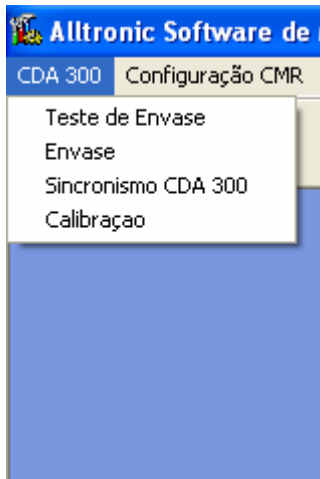 Alltronic Software de
CDA 300 Configuração CMR
Teste de Envase
Envase
Sincronismo CDA 300
Calibraçao